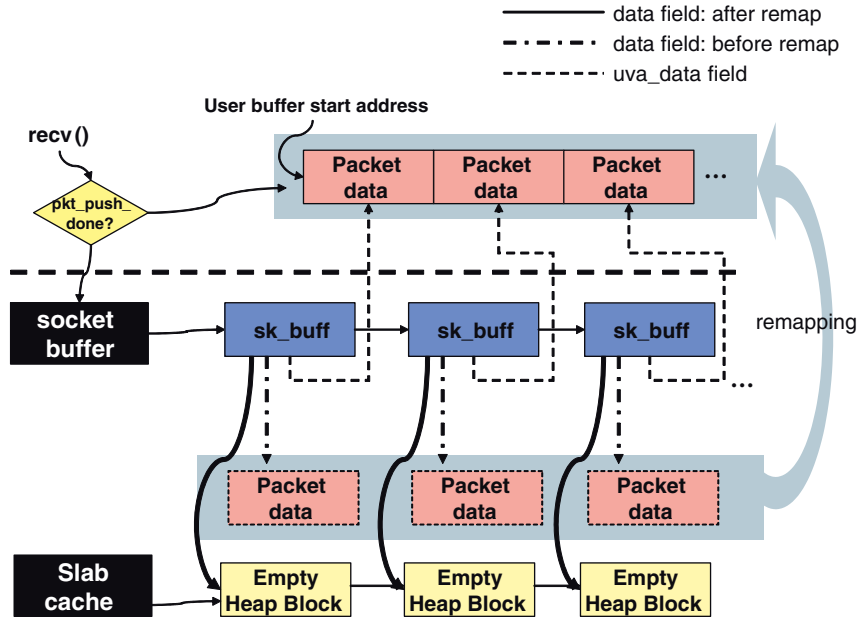 data field: after remap
data field: before remap
uva_data field
User buffer start address
recv()
Packet data
Packet data
Packet data
...
pkt_push_
done?
socket
buffer
sk_buff
sk_buff
sk_buff
remapping
...
Packet
data
Packet
data
Packet
data
Slab
cache
Empty
Heap Block
Empty
Heap Block
Empty
Heap Block